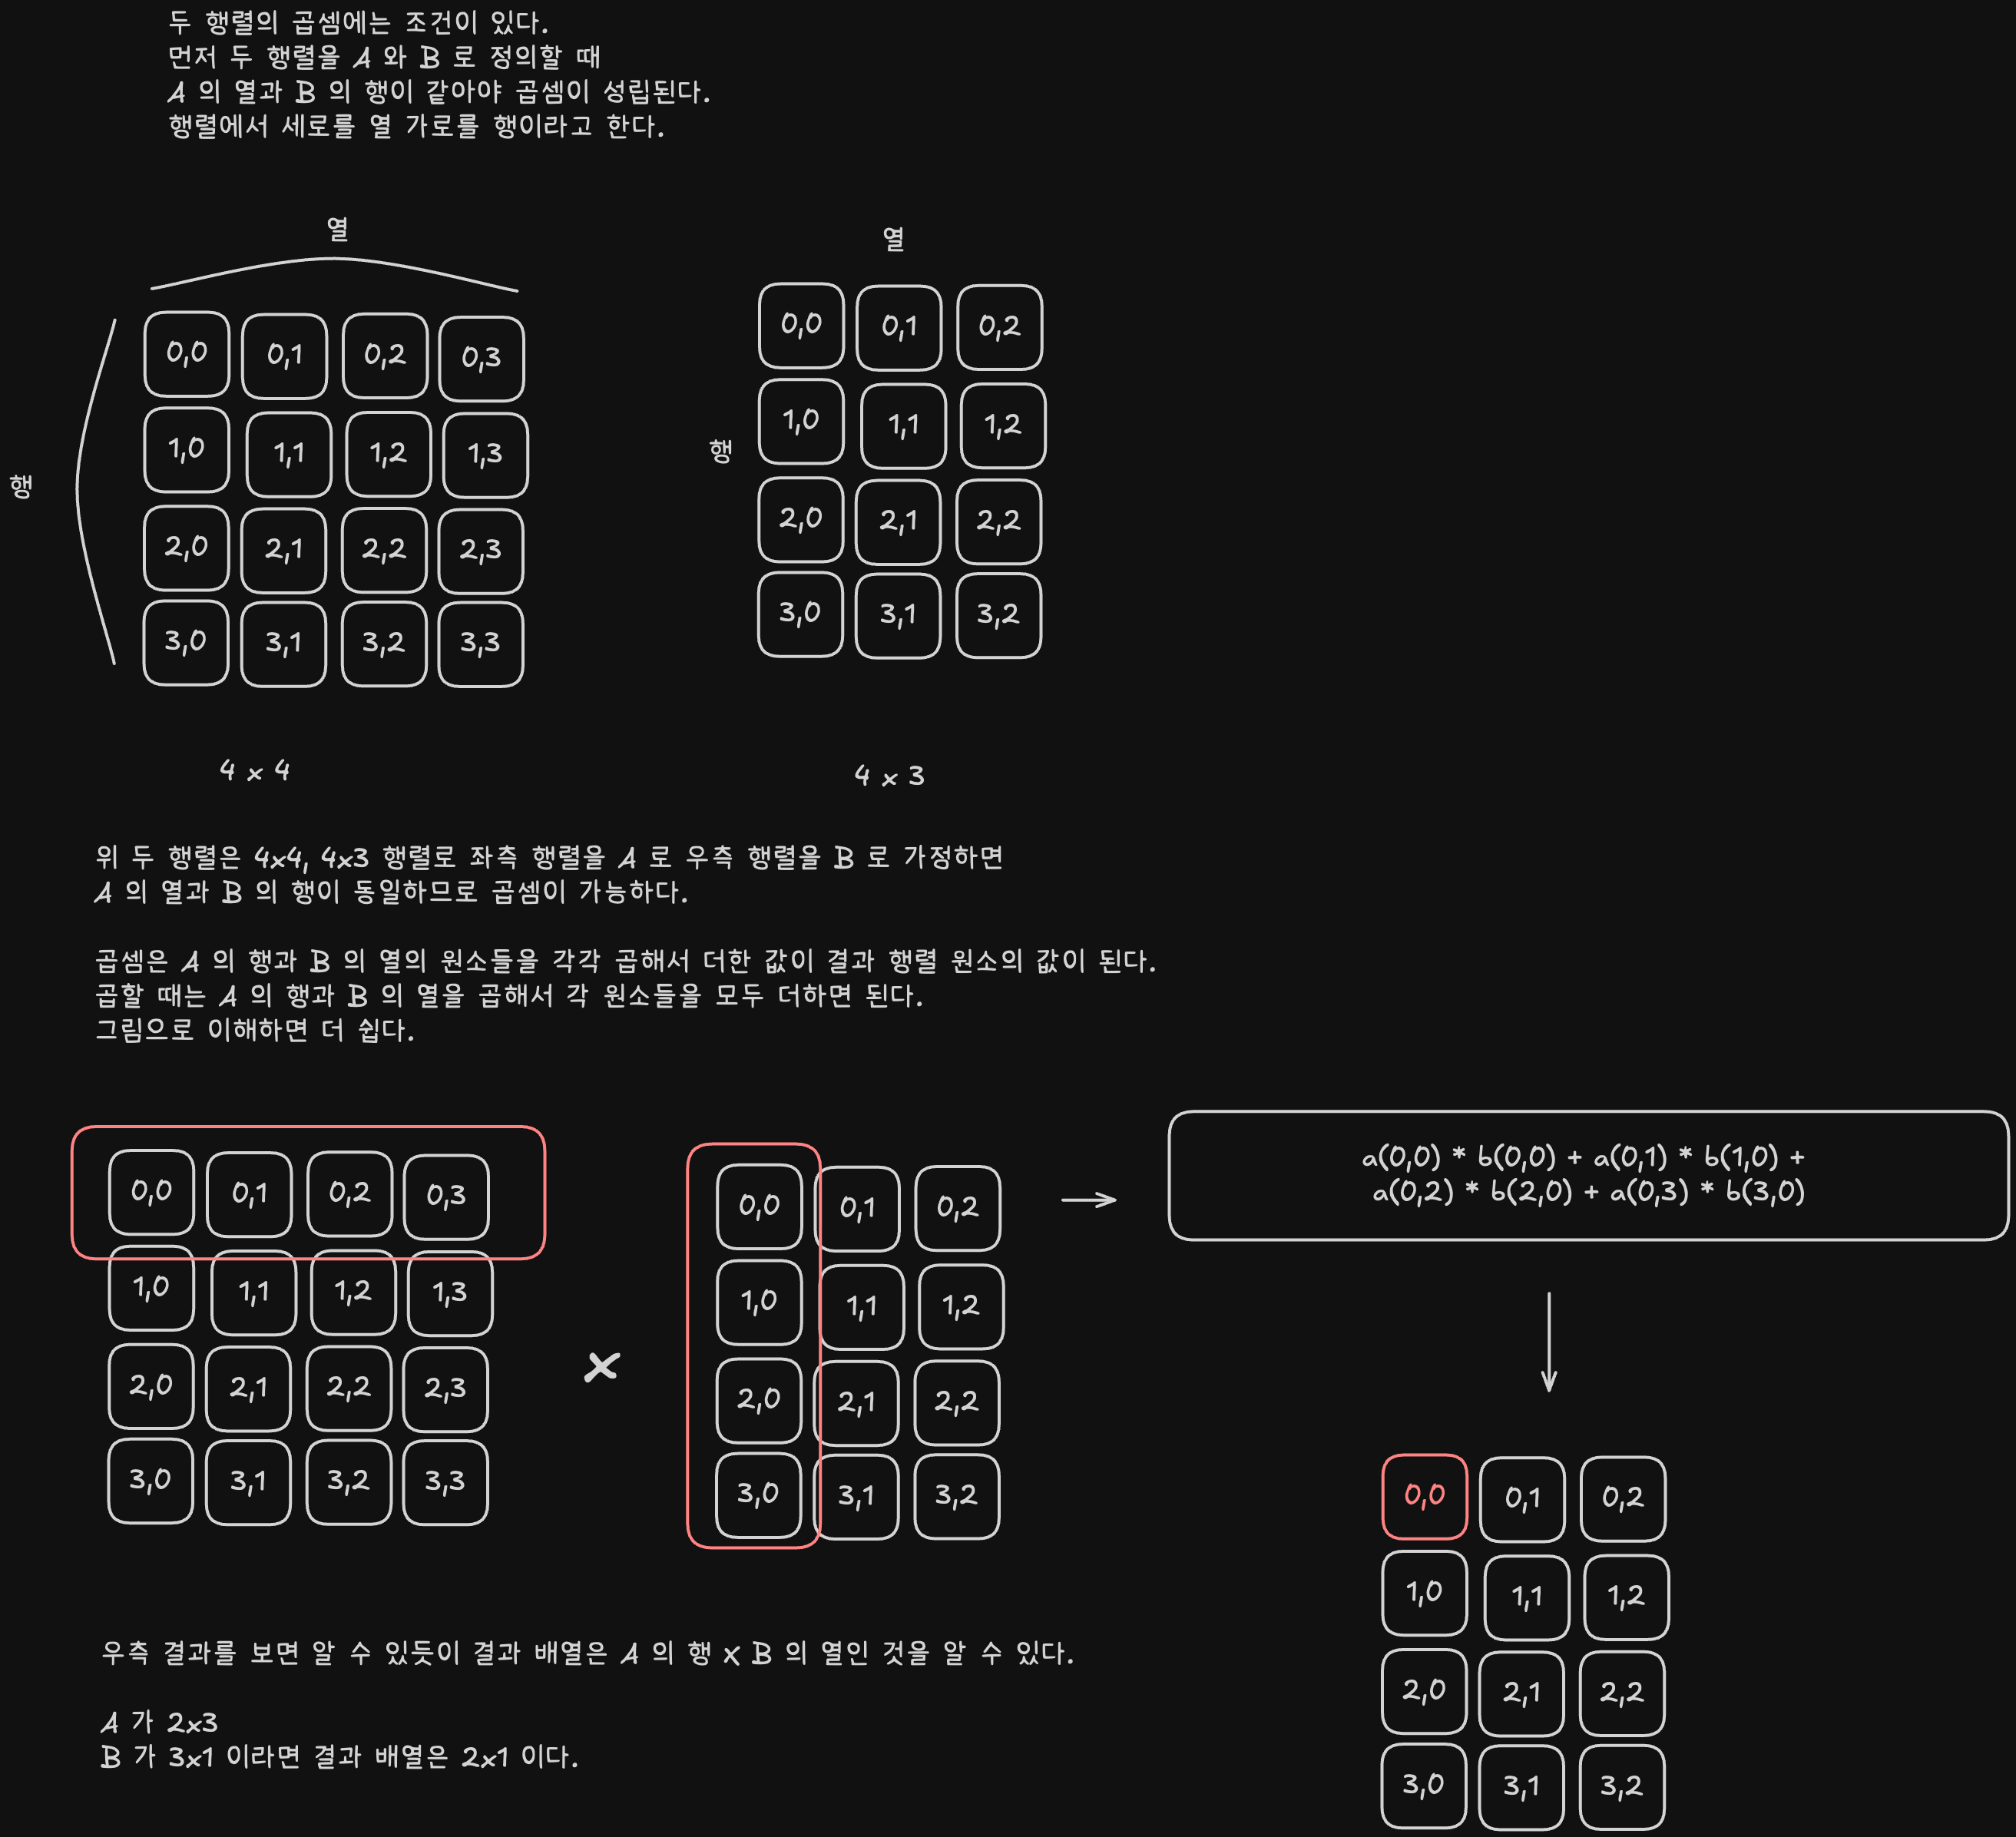 두 행렬의 곱셈에는 조건이 있다.
먼저 두 행렬을 A 와 B 로 정의할 때
A 의 열과 B 의 행이 같아야 곱셈이 성립된다.
행렬에서 세로를 열 가로를 행이라고 한다.
열
열
0,0 0,1 0,2 0,3
1,0 1,1 1,2 1,3
행
2,0 2,1 2,2 2,3
3,0 3,1 3,2 3,3
0,0 0,1 0,2
1,0 1,1 1,2
행
2,0 2,1 2,2
3,0 3,1 3,2
4 x 4
4 x 3
위 두 행렬은 4x4, 4x3 행렬로 좌측 행렬을 A 로 우측 행렬을 B 로 가정하면
A 의 열과 B 의 행이 동일하므로 곱셈이 가능하다.
곱셈은 A 의 행과 B 의 열의 원소들을 각각 곱해서 더한 값이 결과 행렬 원소의 값이 된다.
곱할 때는 A 의 행과 B 의 열을 곱해서 각 원소들을 모두 더하면 된다.
그림으로 이해하면 더 쉽다.
0,0 0,1 0,2 0,3
1,0 1,1 1,2 1,3
2,0 2,1 2,2 2,3
3,0 3,1 3,2 3,3
x
0,0 0,1 0,2
1,0 1,1 1,2
2,0 2,1 2,2
3,0 3,1 3,2
a(0,0) * b(0,0) + a(0,1) * b(1,0) +
a(0,2) * b(2,0) + a(0,3) * b(3,0)
0,0 0,1 0,2
1,0 1,1 1,2
2,0 2,1 2,2
3,0 3,1 3,2
우측 결과를 보면 알 수 있듯이 결과 배열은 A 의 행 x B 의 열인 것을 알 수 있다.
A 가 2x3
B 가 3x1 이라면 결과 배열은 2x1 이다.